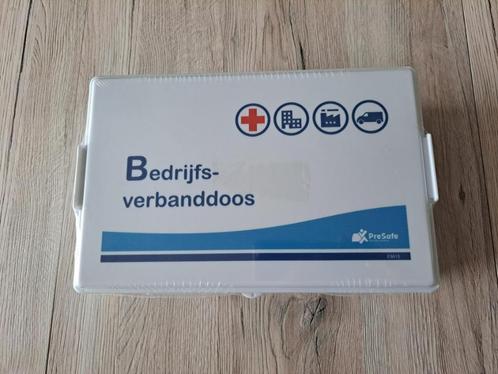 Bedrijfs-
verbanddoos
PreSafe